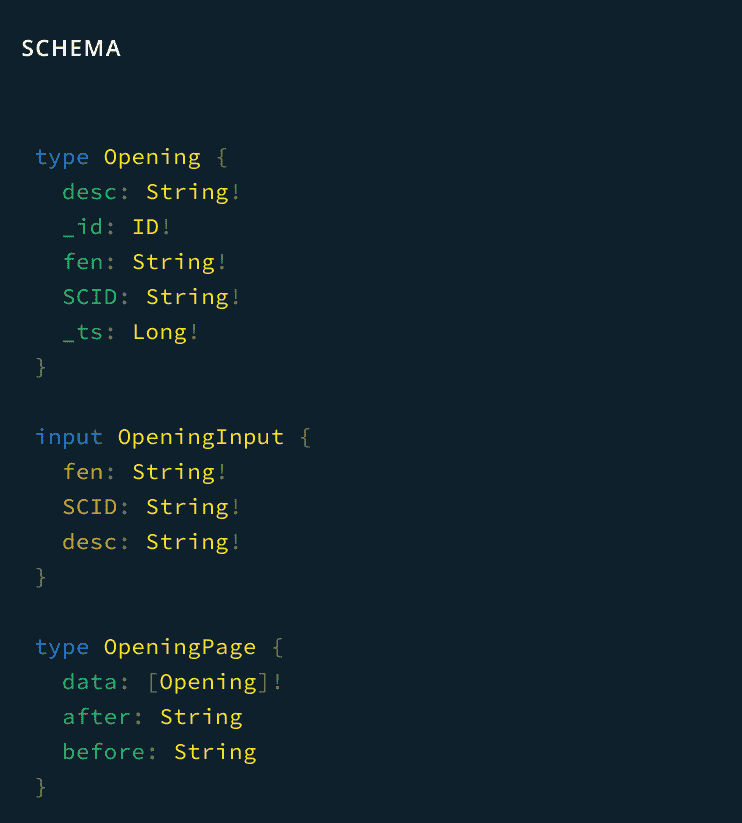 SCHEMA
type Opening {
  desc: String!
  _id: ID!
  fen: String!
  SCID: String!
  _ts: Long!
}
input OpeningInput {
  fen: String!
  SCID: String!
  desc: String!
}
type OpeningPage {
  data: [Opening]!
  after: String
  before: String
}